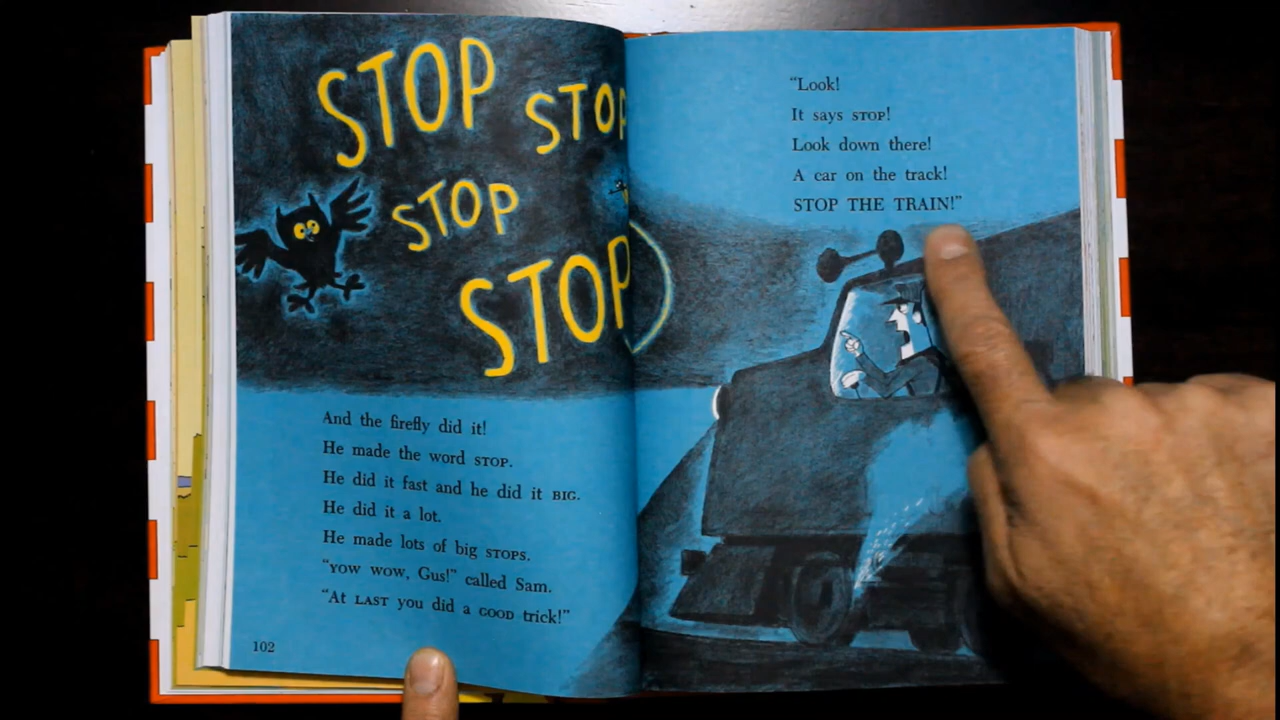 STOP STOP
STOP
STOP
And the firefly did it!
He made the word STOP.
He did it fast and he did it BIG.
He did it a lot.
He made lots of big STOPS.
"YOW WOW, Gus!" called Sam.
"At LAST you did a GOOD trick!"
102
"Look!
It says STOP!
Look down there!
A car on the track!
STOP THE TRAIN!"